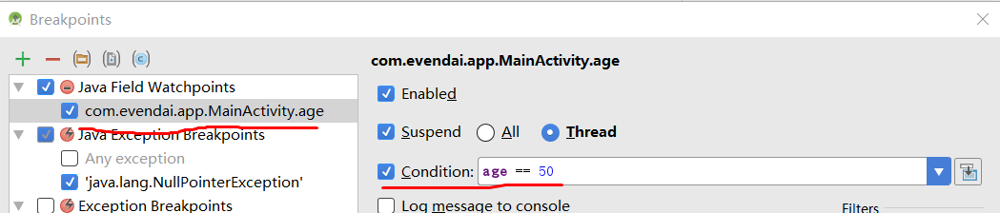 Breakpoints
Java Field Watchpoints
com.evendai.app.MainActivity.age
Java Exception Breakpoints
Any exception
'java.lang.NullPointerException'
Exception Breakpoints
com.evendai.app.MainActivity.age
Enabled
Suspend All Thread
Condition: age == 50
Log message to console
Filters